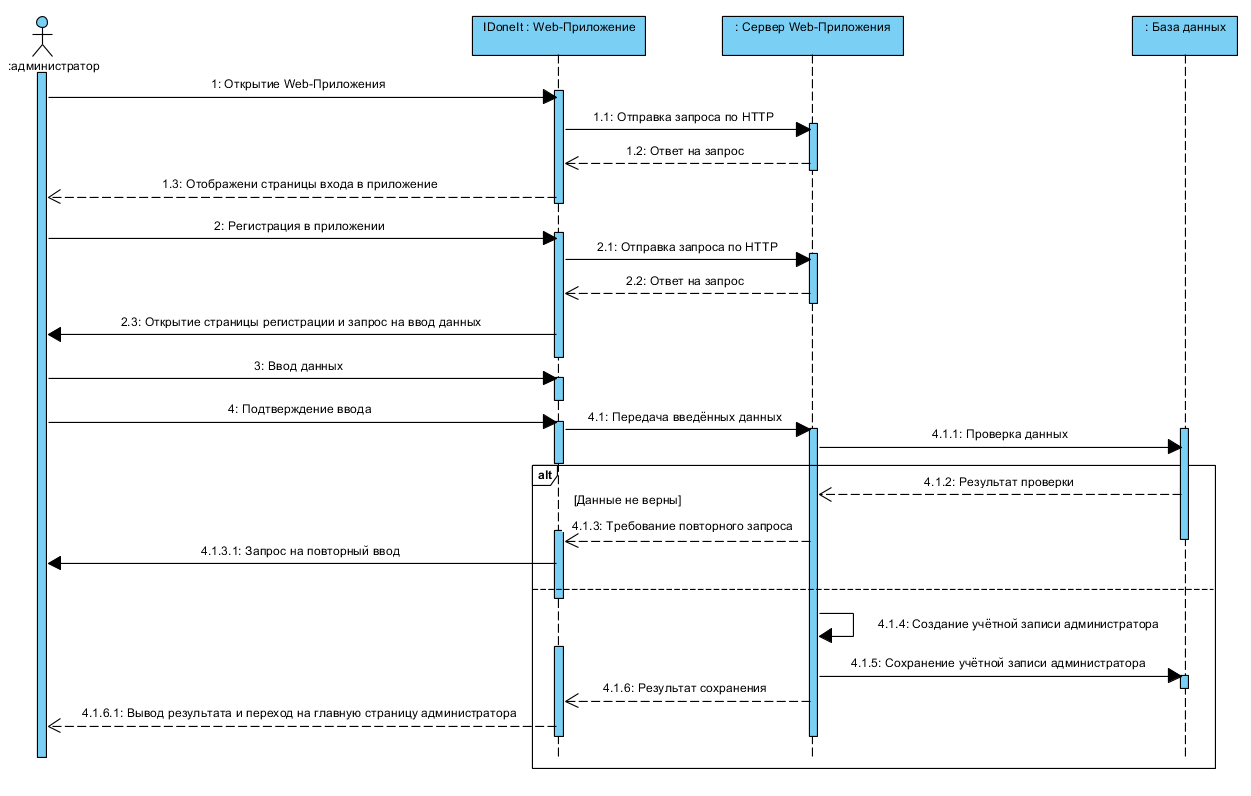 IDoneIt : Web-Приложение
: Сервер Web-Приложения
: База данных
:администратор
1: Открытие Web-Приложения
1.1: Отправка запроса по HTTP
1.2: Ответ на запрос
1.3: Отображени страницы входа в приложение
2: Регистрация в приложении
2.1: Отправка запроса по HTTP
2.2: Ответ на запрос
2.3: Открытие страницы регистрации и запрос на ввод данных
3: Ввод данных
4: Подтверждение ввода
4.1: Передача введённых данных
4.1.1: Проверка данных
alt
4.1.2: Результат проверки
[Данные не верны]
4.1.3: Требование повторного запроса
4.1.3.1: Запрос на повторный ввод
4.1.4: Создание учётной записи администратора
4.1.5: Сохранение учётной записи администратора
4.1.6: Результат сохранения
4.1.6.1: Вывод результата и переход на главную страницу администратора